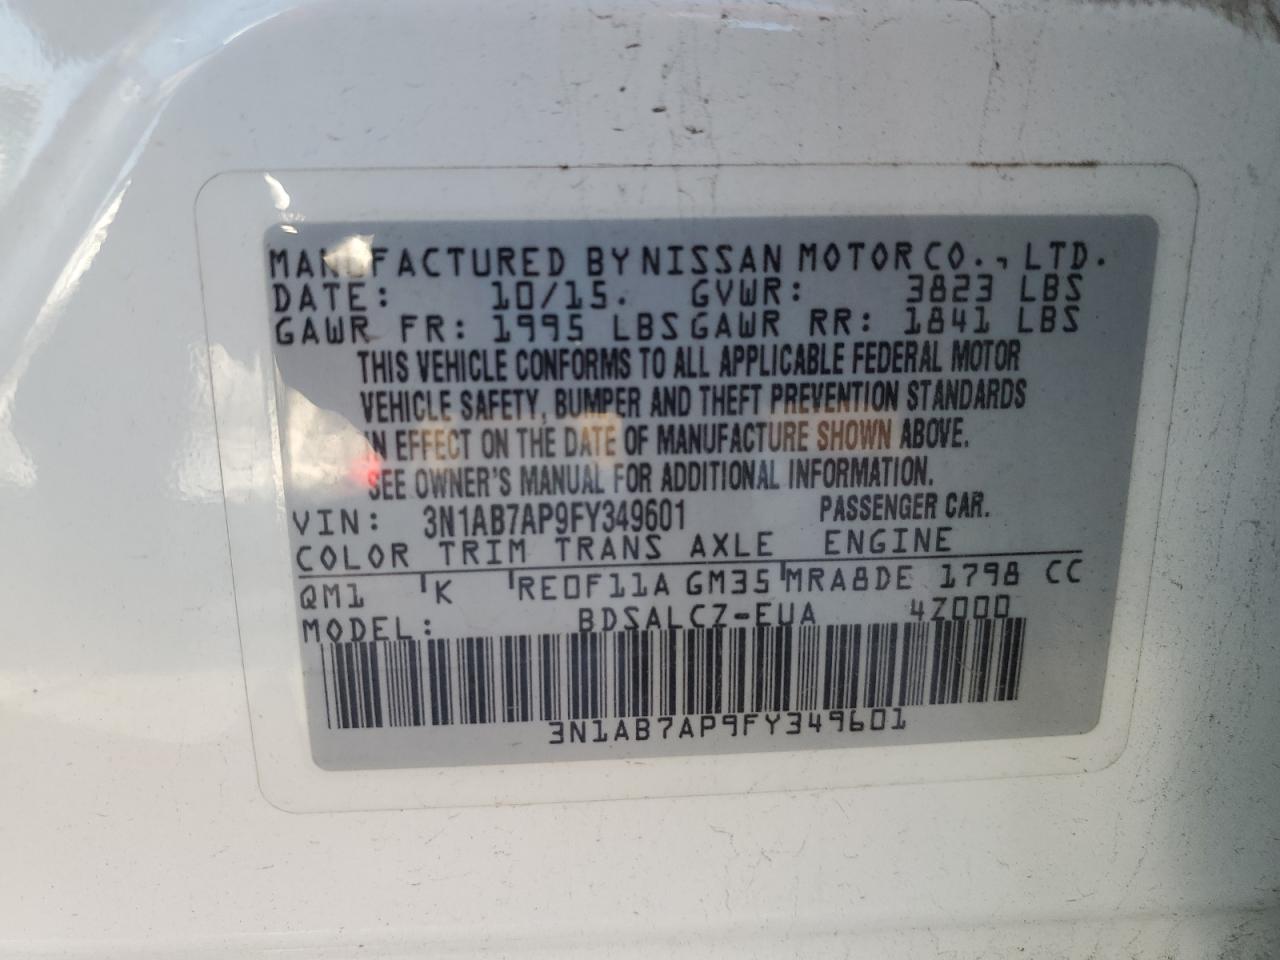 MANUFACTURED BY NISSAN MOTOR CO., LTD.
DATE: 10/15. GVWR: 3823 LBS
GAWR FR: 1995 LBS GAWR RR: 1841 LBS
THIS VEHICLE CONFORMS TO ALL APPLICABLE FEDERAL MOTOR
VEHICLE SAFETY, BUMPER AND THEFT PREVENTION STANDARDS
IN EFFECT ON THE DATE OF MANUFACTURE SHOWN ABOVE.
SEE OWNER'S MANUAL FOR ADDITIONAL INFORMATION.
VIN: 3N1AB7AP9FY349601 PASSENGER CAR.
COLOR TRIM TRANS AXLE ENGINE
QM1 K RE0F11A GM35 MRA8DE 1798 CC
MODEL: BDSALCZ-EUA 4Z000
3N1AB7AP9FY349601